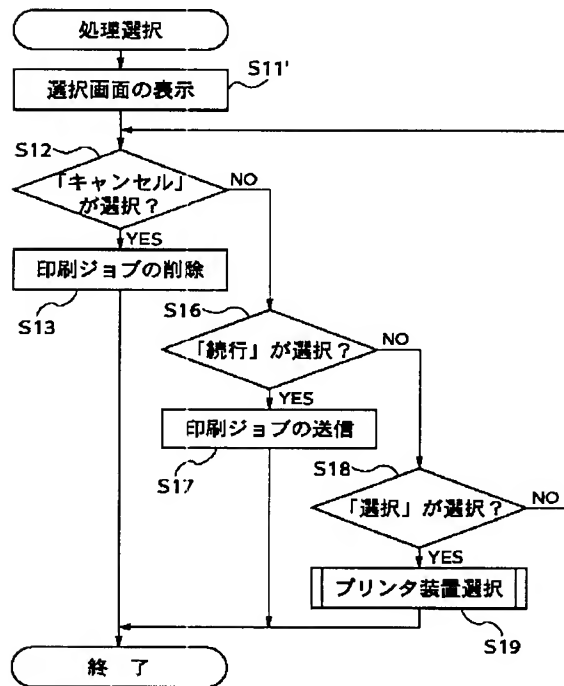 処理選択
S11'
選択画面の表示
S12
「キャンセル」
が選択？
NO
YES
印刷ジョブの削除
S13
S16
「続行」が選択？
NO
YES
印刷ジョブの送信
S17
S18
「選択」が選択？
NO
YES
プリンタ装置選択
S19
終 了